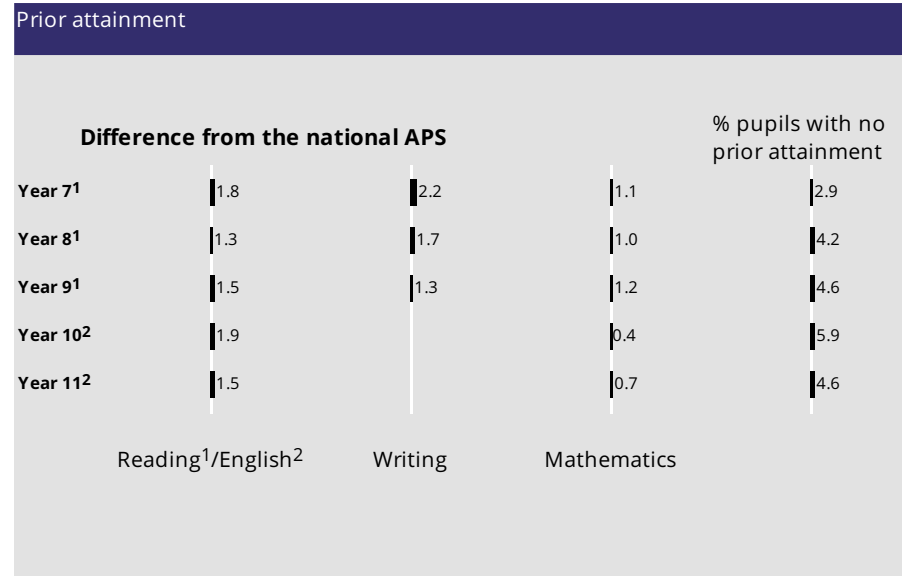 Prior attainment
Difference from the national APS
% pupils with no
prior attainment
Year 7¹ 1.8 2.2 1.1 2.9
Year 8¹ 1.3 1.7 1.0 4.2
Year 9¹ 1.5 1.3 1.2 4.6
Year 10² 1.9 0.4 5.9
Year 11² 1.5 0.7 4.6
Reading¹/English² Writing Mathematics